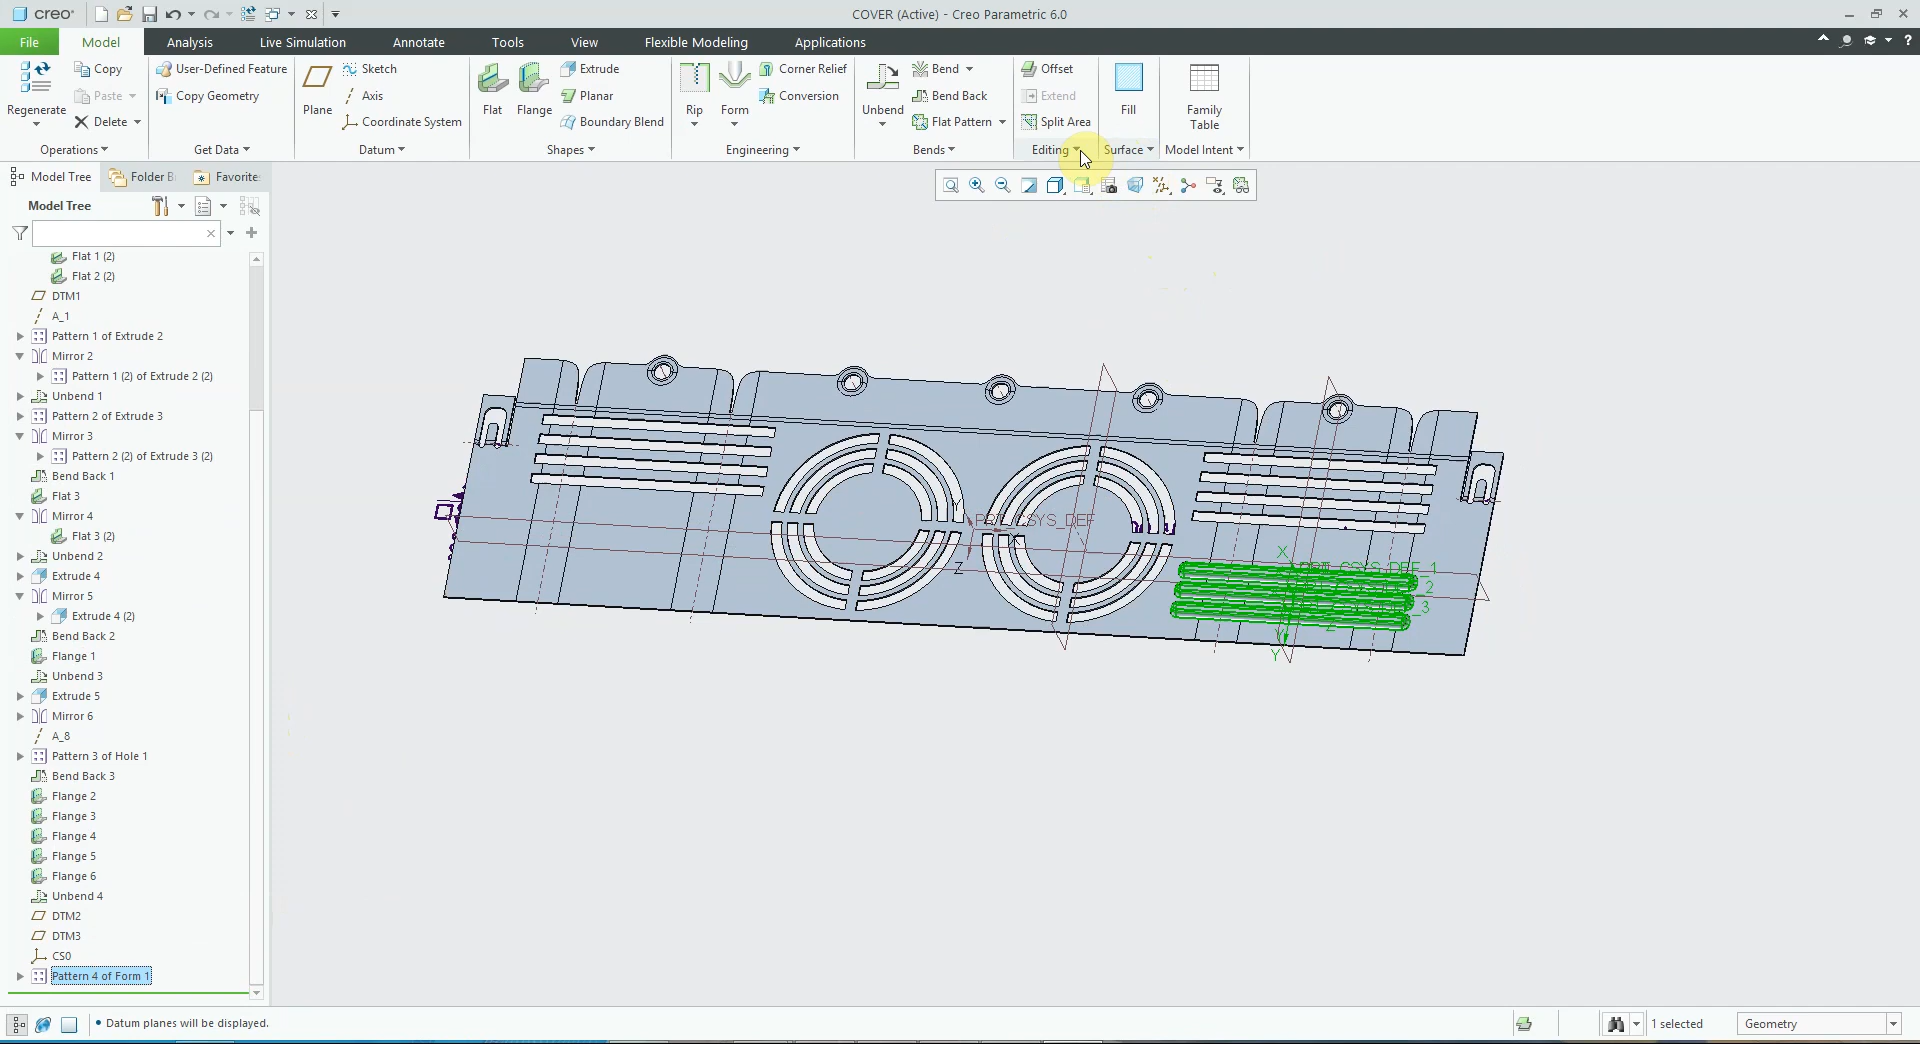 creo
COVER (Active) - Creo Parametric 6.0
File Model Analysis Live Simulation Annotate Tools View Flexible Modeling Applications
Regenerate
Copy
Paste
Delete
Operations
User-Defined Feature
Copy Geometry
Get Data
Plane
Sketch
Axis
Coordinate System
Datum
Flat
Flange
Extrude
Planar
Boundary Blend
Shapes
Rip
Form
Corner Relief
Conversion
Engineering
Unbend
Bend
Bend Back
Flat Pattern
Bends
Offset
Extend
Split Area
Editing
Fill
Surface
Family
Table
Model Intent
Model Tree Folder B Favorite
Model Tree
Flat 1 (2)
Flat 2 (2)
DTM1
A_1
Pattern 1 of Extrude 2
Mirror 2
Pattern 1 (2) of Extrude 2 (2)
Unbend 1
Pattern 2 of Extrude 3
Mirror 3
Pattern 2 (2) of Extrude 3 (2)
Bend Back 1
Flat 3
Mirror 4
Flat 3 (2)
Unbend 2
Extrude 4
Mirror 5
Extrude 4 (2)
Bend Back 2
Flange 1
Unbend 3
Extrude 5
Mirror 6
A_8
Pattern 3 of Hole 1
Bend Back 3
Flange 2
Flange 3
Flange 4
Flange 5
Flange 6
Unbend 4
DTM2
DTM3
CS0
Pattern 4 of Form 1
Y
PRT_CSYS_DEF
X
Z
X
Y
Datum planes will be displayed.
1 selected
Geometry